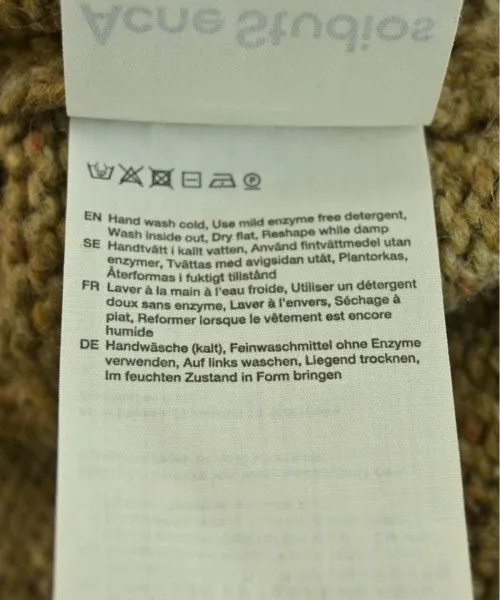 Acne Studios
EN Hand wash cold, Use mild enzyme free detergent,
Wash inside out, Dry flat, Reshape while damp
SE Handtvätt i kallt vatten, Använd fintvättmedel utan
enzymer, Tvättas med avigsidan utåt, Plantorkas,
Återformas i fuktigt tillstånd
FR Laver à la main à l'eau froide, Utiliser un détergent
doux sans enzyme, Laver à l'envers, Séchage à
plat, Reformer lorsque le vêtement est encore
humide
DE Handwäsche (kalt), Feinwaschmittel ohne Enzyme
verwenden, Auf links waschen, Liegend trocknen,
Im feuchten Zustand in Form bringen